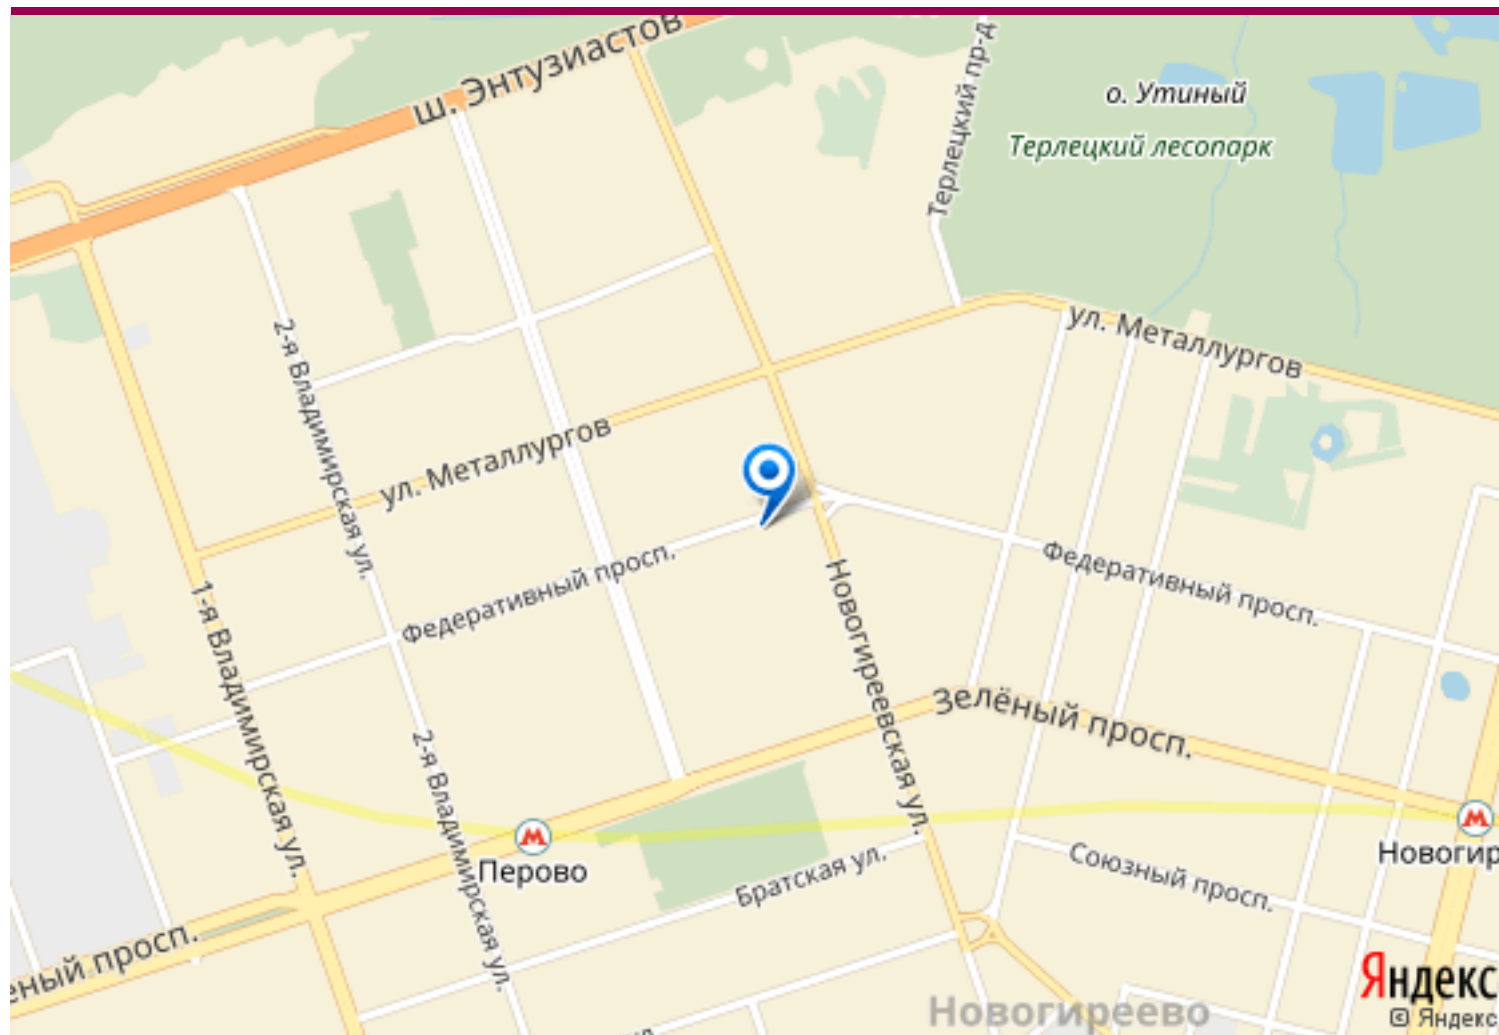 ш. Энтузиастов
Терлецкий пр-д
о. Утиный
Терлецкий лесопарк
ул. Металлургов
2-я Владимирская ул.
ул. Металлургов
Федеративный просп.
Федеративный просп.
1-я Владимирская ул.
Новогиреевская ул.
Зелёный просп.
2-я Владимирская ул.
Перово
Братская ул.
Союзный просп.
Новогир
еный просп.
Новогиреево
Яндекс
© Яндекс